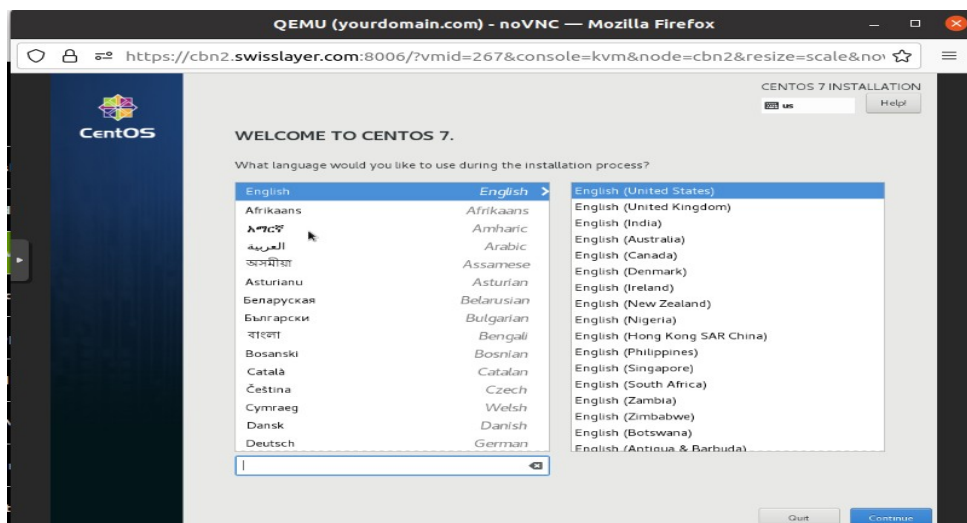 QEMU (yourdomain.com) - noVNC — Mozilla Firefox
https://cbn2.swisslayer.com:8006/?vmid=267&console=kvm&node=cbn2&resize=scale&no
CENTOS 7 INSTALLATION
us
Help!
CentOS
WELCOME TO CENTOS 7.
What language would you like to use during the installation process?
English English
Afrikaans Afrikaans
አማርኛ Amharic
العربية Arabic
অসমীয়া Assamese
Asturianu Asturian
Беларуская Belarusian
Български Bulgarian
বাংলা Bengali
Bosanski Bosnian
Català Catalan
Čeština Czech
Cymraeg Welsh
Dansk Danish
Deutsch German
English (United States)
English (United Kingdom)
English (India)
English (Australia)
English (Canada)
English (Denmark)
English (Ireland)
English (New Zealand)
English (Nigeria)
English (Hong Kong SAR China)
English (Philippines)
English (Singapore)
English (South Africa)
English (Zambia)
English (Zimbabwe)
English (Botswana)
English (Antigua & Barbuda)
Quit
Continue